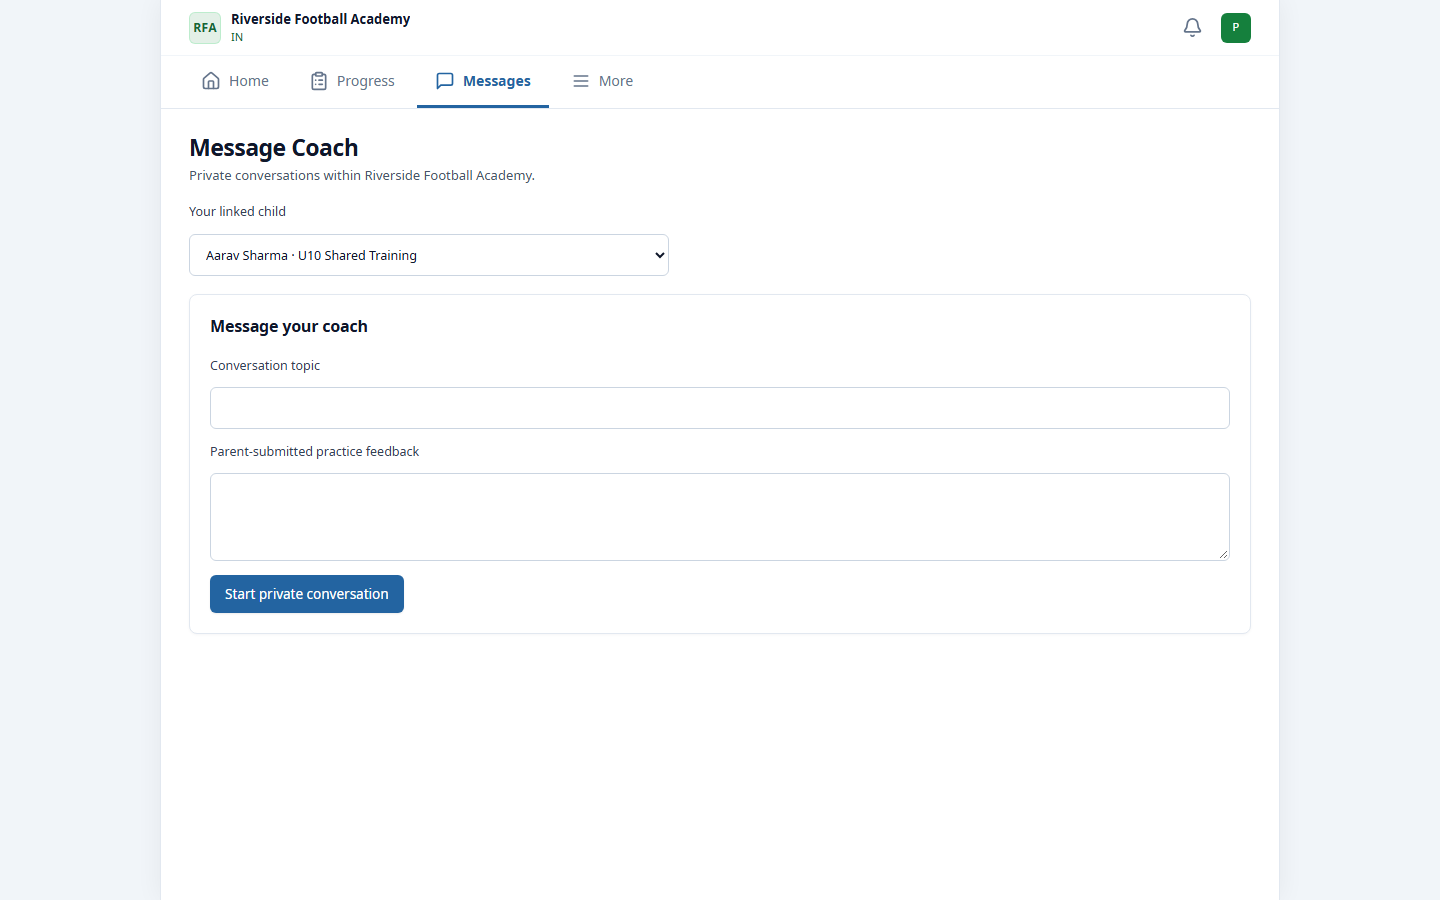 RFA
Riverside Football Academy
IN
P
Home
Progress
Messages
More
Message Coach
Private conversations within Riverside Football Academy.
Your linked child
Aarav Sharma · U10 Shared Training
Message your coach
Conversation topic
Parent-submitted practice feedback
Start private conversation